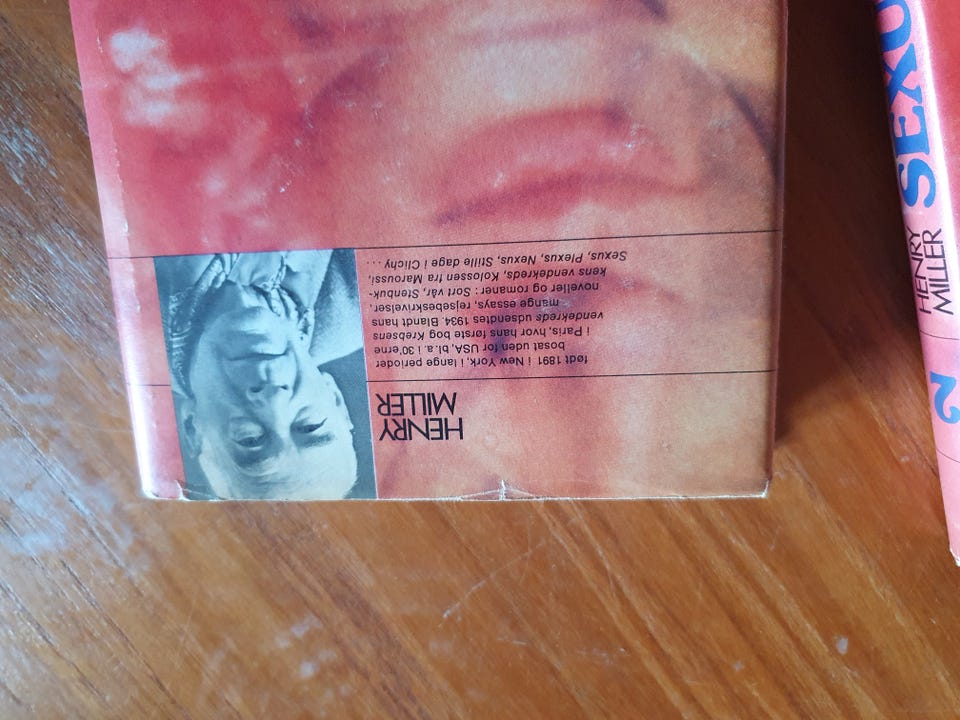 HENRY
MILLER
født 1891 i New York, i lange perioder
bosat uden for USA, bl.a. i 30'erne
i Paris, hvor hans første bog Krebsens
vendekreds udsendtes 1934. Blandt hans
mange essays, rejsebeskrivelser,
noveller og romaner: Sort vår, Stenbuk-
kens vendekreds, Kolossen fra Maroussi,
Sexus, Plexus, Nexus, Stille dage i Clichy ...
HENRY
MILLER
SEXU
2